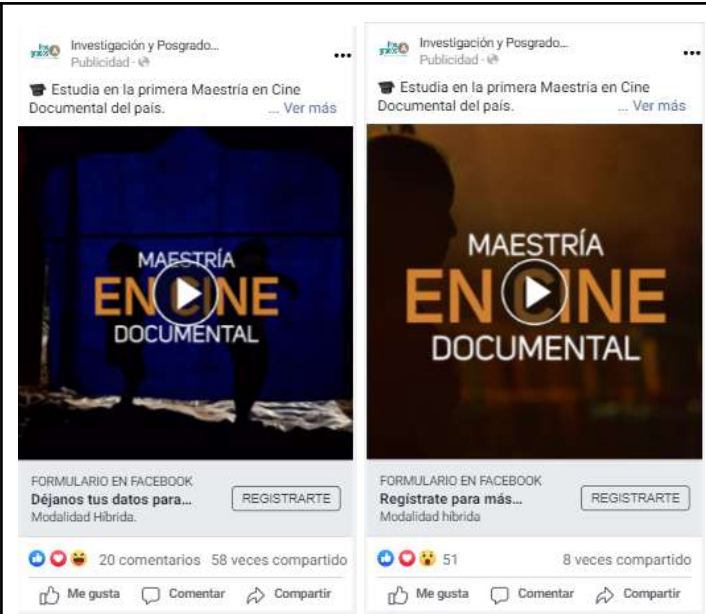 Investigación y Posgrado...
Publicidad ·
Estudia en la primera Maestría en Cine
Documental del país. ... Ver más
MAESTRÍA
EN CINE
DOCUMENTAL
FORMULARIO EN FACEBOOK
Déjanos tus datos para...
REGISTRARTE
Modalidad Híbrida.
20 comentarios 58 veces compartido
Me gusta Comentar Compartir
Investigación y Posgrado...
Publicidad ·
Estudia en la primera Maestría en Cine
Documental del país. ... Ver más
MAESTRÍA
EN CINE
DOCUMENTAL
FORMULARIO EN FACEBOOK
Regístrate para más...
REGISTRARTE
Modalidad híbrida
51 8 veces compartido
Me gusta Comentar Compartir